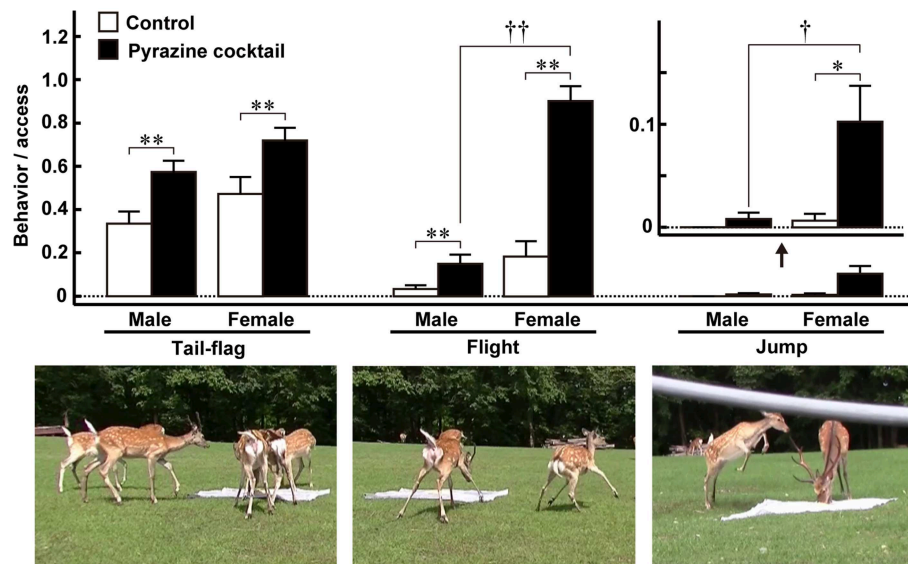 Control
Pyrazine cocktail
Behavior / access
1.2
1.0
0.8
0.6
0.4
0.2
0
**
**
**
**
††
0.1
0
†
*
Male
Female
Male
Female
Male
Female
Tail-flag
Flight
Jump